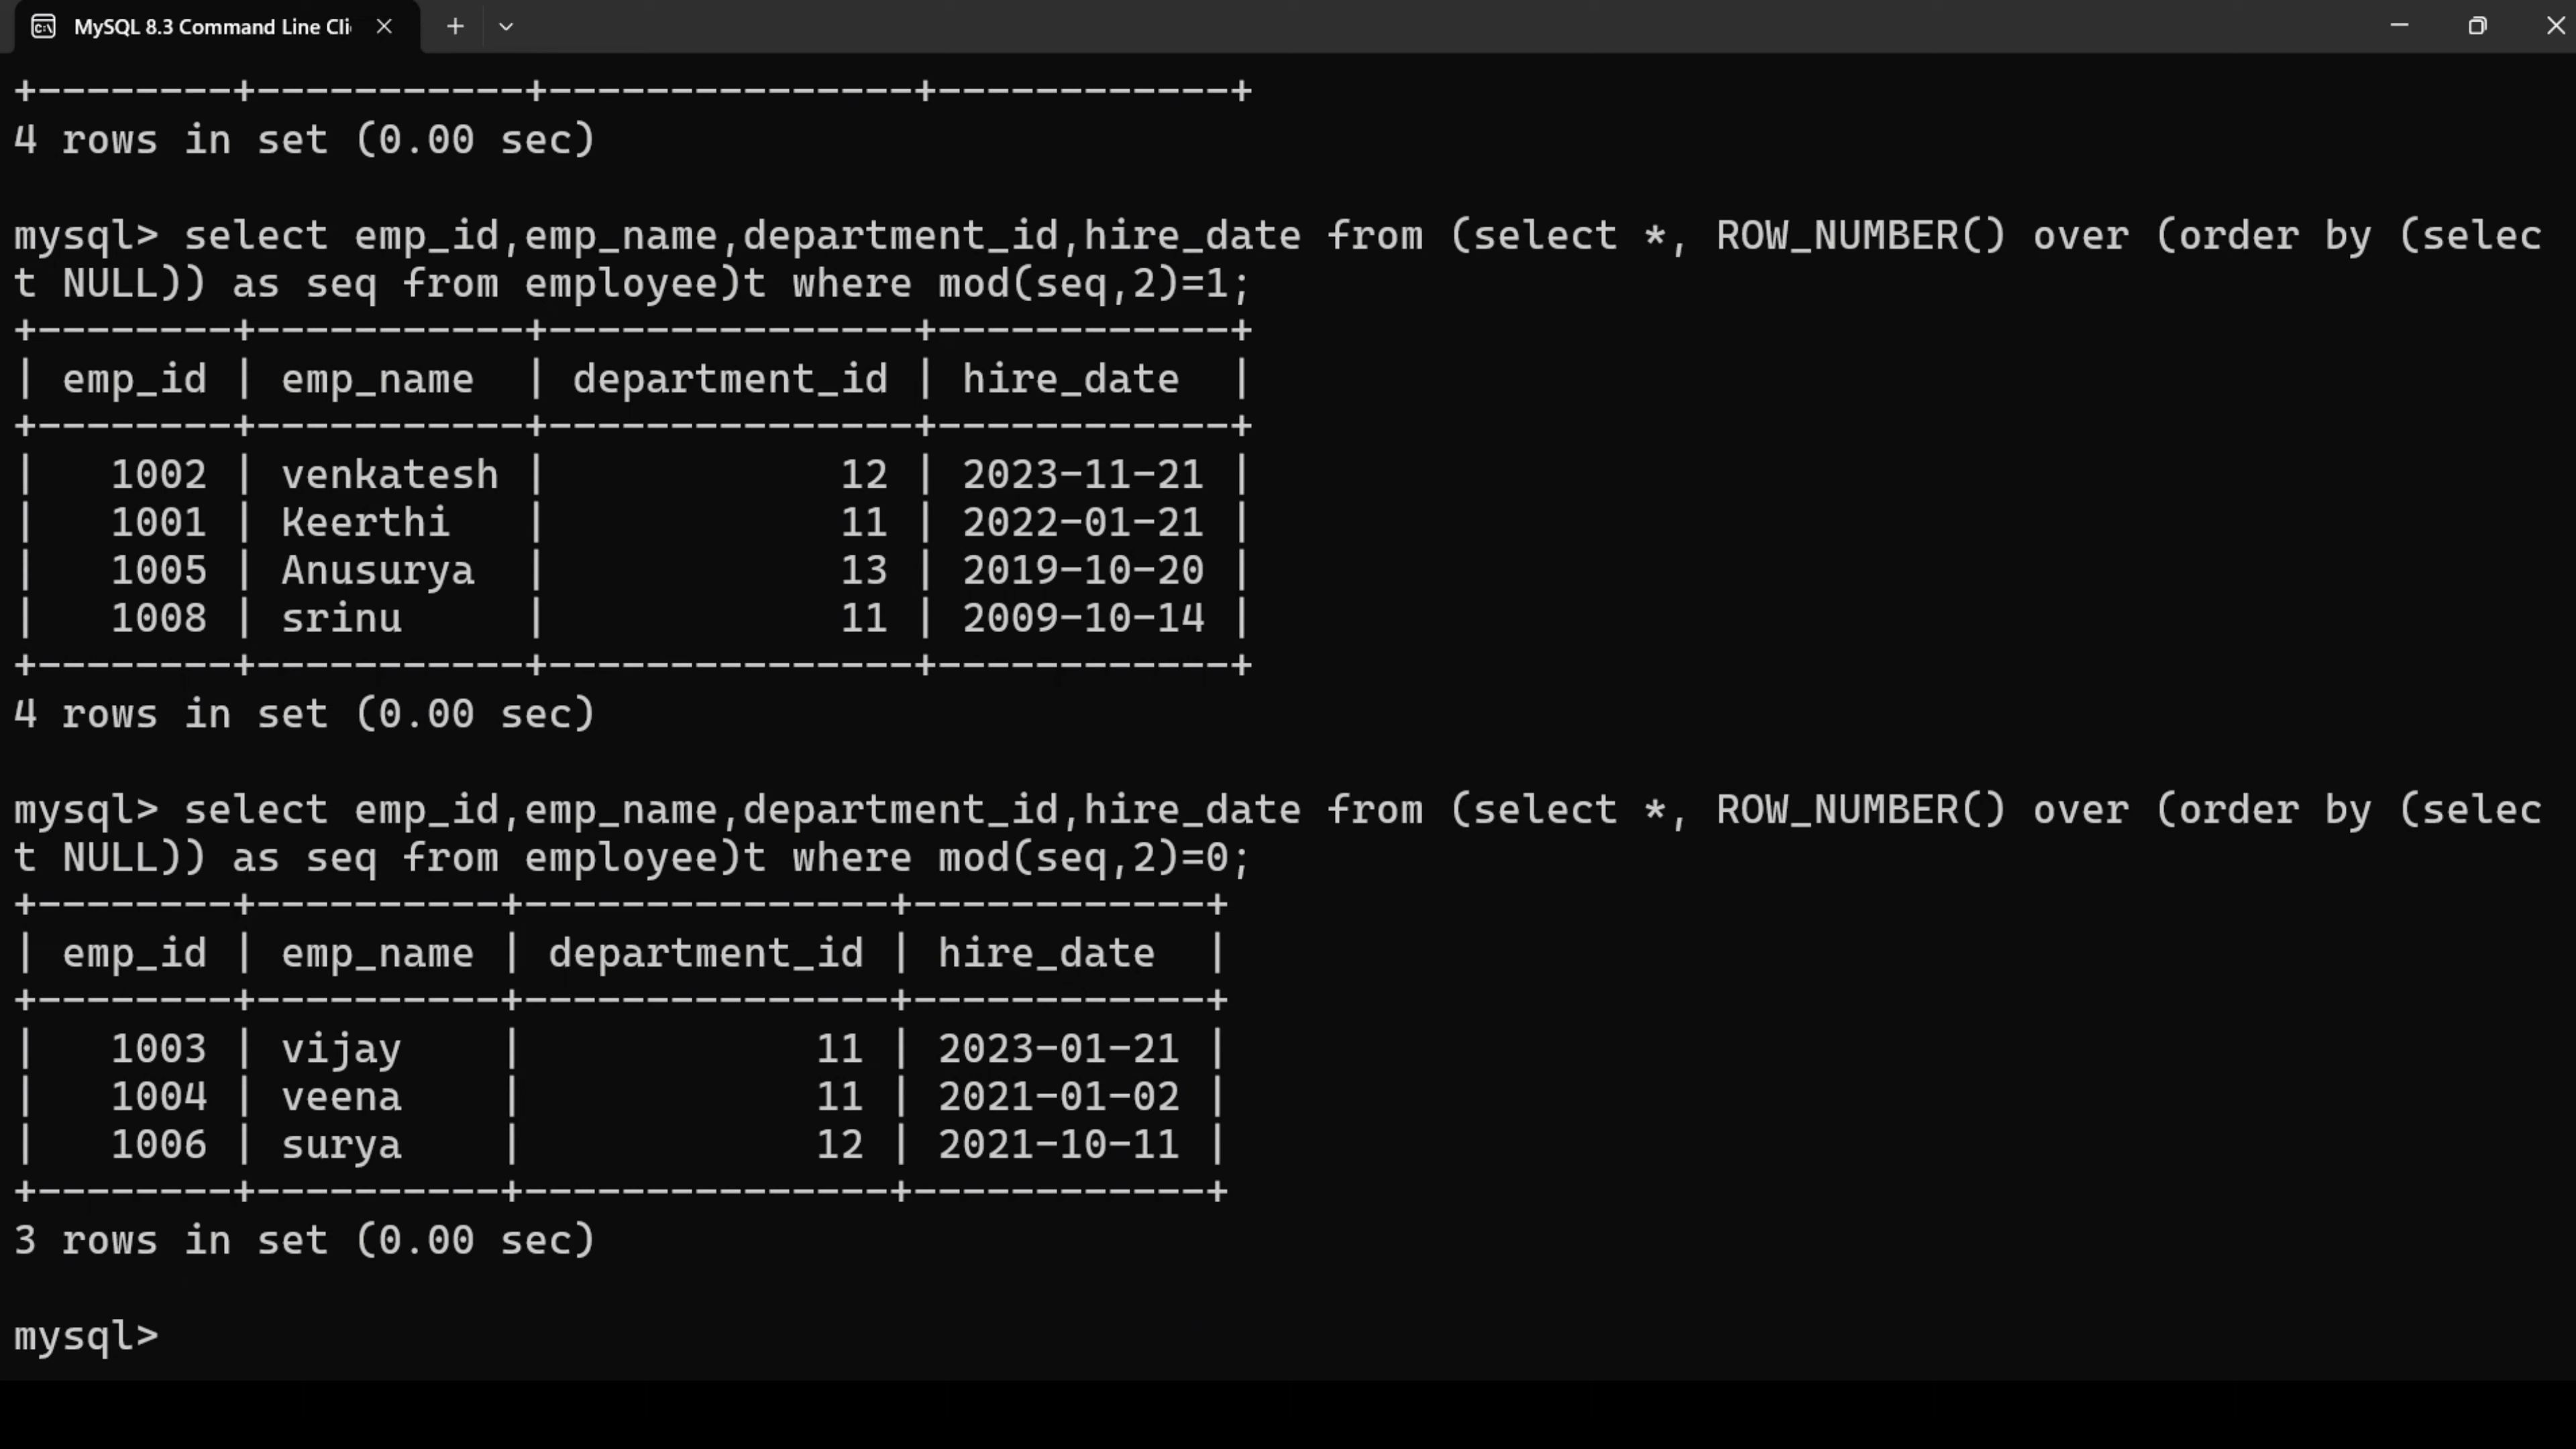 MySQL 8.3 Command Line Cli
+--------+-----------+---------------+------------+
4 rows in set (0.00 sec)
mysql> select emp_id,emp_name,department_id,hire_date from (select *, ROW_NUMBER() over (order by (selec
t NULL)) as seq from employee)t where mod(seq,2)=1;
+--------+-----------+---------------+------------+
| emp_id | emp_name  | department_id | hire_date  |
+--------+-----------+---------------+------------+
|   1002 | venkatesh |            12 | 2023-11-21 |
|   1001 | Keerthi   |            11 | 2022-01-21 |
|   1005 | Anusurya  |            13 | 2019-10-20 |
|   1008 | srinu     |            11 | 2009-10-14 |
+--------+-----------+---------------+------------+
4 rows in set (0.00 sec)
mysql> select emp_id,emp_name,department_id,hire_date from (select *, ROW_NUMBER() over (order by (selec
t NULL)) as seq from employee)t where mod(seq,2)=0;
+--------+----------+---------------+------------+
| emp_id | emp_name | department_id | hire_date  |
+--------+----------+---------------+------------+
|   1003 | vijay    |            11 | 2023-01-21 |
|   1004 | veena    |            11 | 2021-01-02 |
|   1006 | surya    |            12 | 2021-10-11 |
+--------+----------+---------------+------------+
3 rows in set (0.00 sec)
mysql>